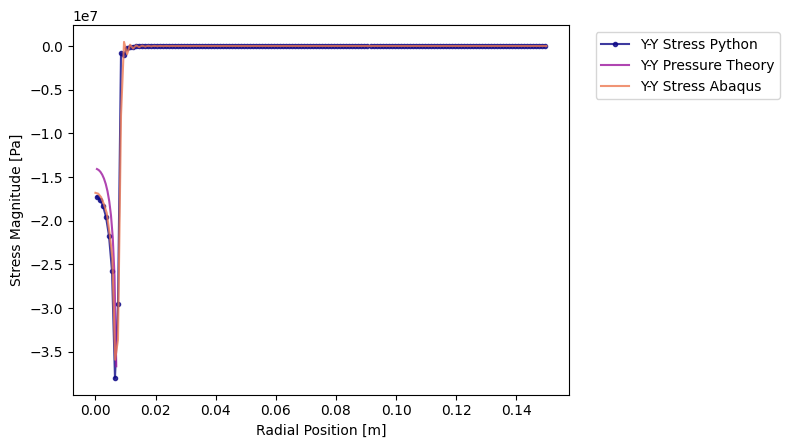 1e7
0.0
−0.5
−1.0
−1.5
−2.0
−2.5
−3.0
−3.5
Stress Magnitude [Pa]
0.00 0.02 0.04 0.06 0.08 0.10 0.12 0.14
Radial Position [m]
Y-Y Stress Python
Y-Y Pressure Theory
Y-Y Stress Abaqus